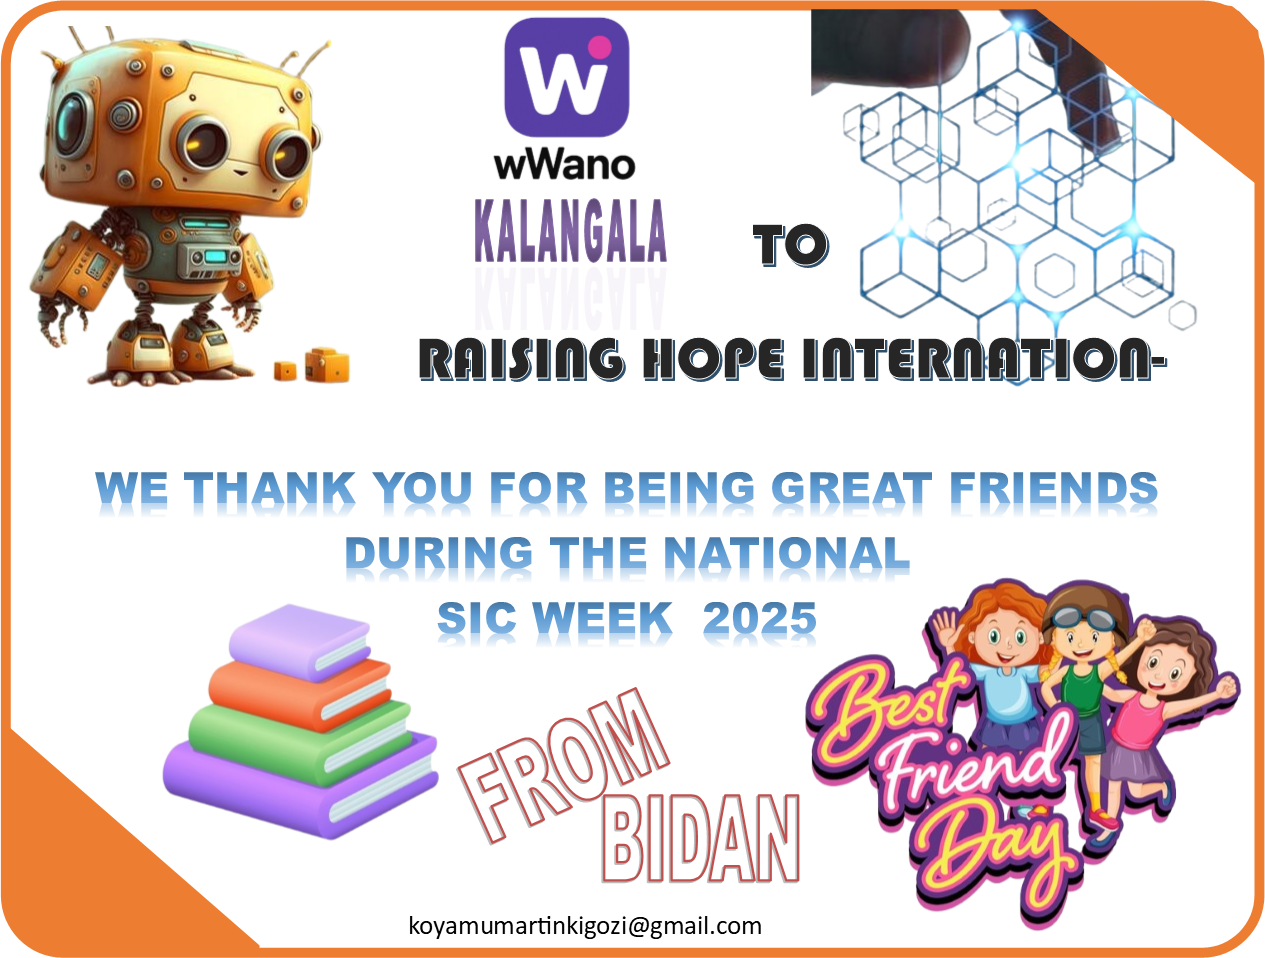 wWano
KALANGALA
TO
RAISING HOPE INTERNATION-
WE THANK YOU FOR BEING GREAT FRIENDS
DURING THE NATIONAL
SIC WEEK 2025
Best
Friend
Day
FROM
BIDAN
koyamumartinkigozi@gmail.com